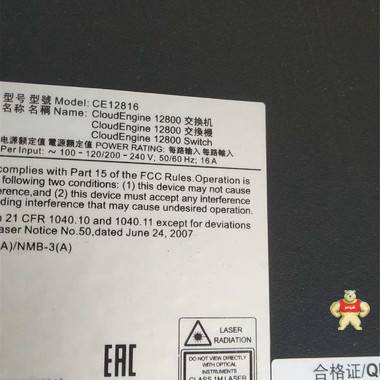 型号 型號 Model: CE12816
名称 名稱 Name: CloudEngine 12800 交换机
CloudEngine 12800 交換機
CloudEngine 12800 Switch
电源额定值 電源額定值 POWER RATING: 每路输入 每路輸入
Per Input: ~ 100-120/200-240 V, 50/60 Hz; 16 A
complies with Part 15 of the FCC Rules. Operation is
following two conditions: (1) this device may not cause
erference, and (2) this device must accept any interference
ding interference that may cause undesired operation.
n 21 CFR 1040.10 and 1040.11 except for deviations
aser Notice No.50, dated June 24, 2007
(A)/NMB-3(A)
EAC
LASER
RADIATION
DO NOT VIEW DIRECTLY
WITH OPTICAL
INSTRUMENTS
CLASS 1M LASER
合格证/Q